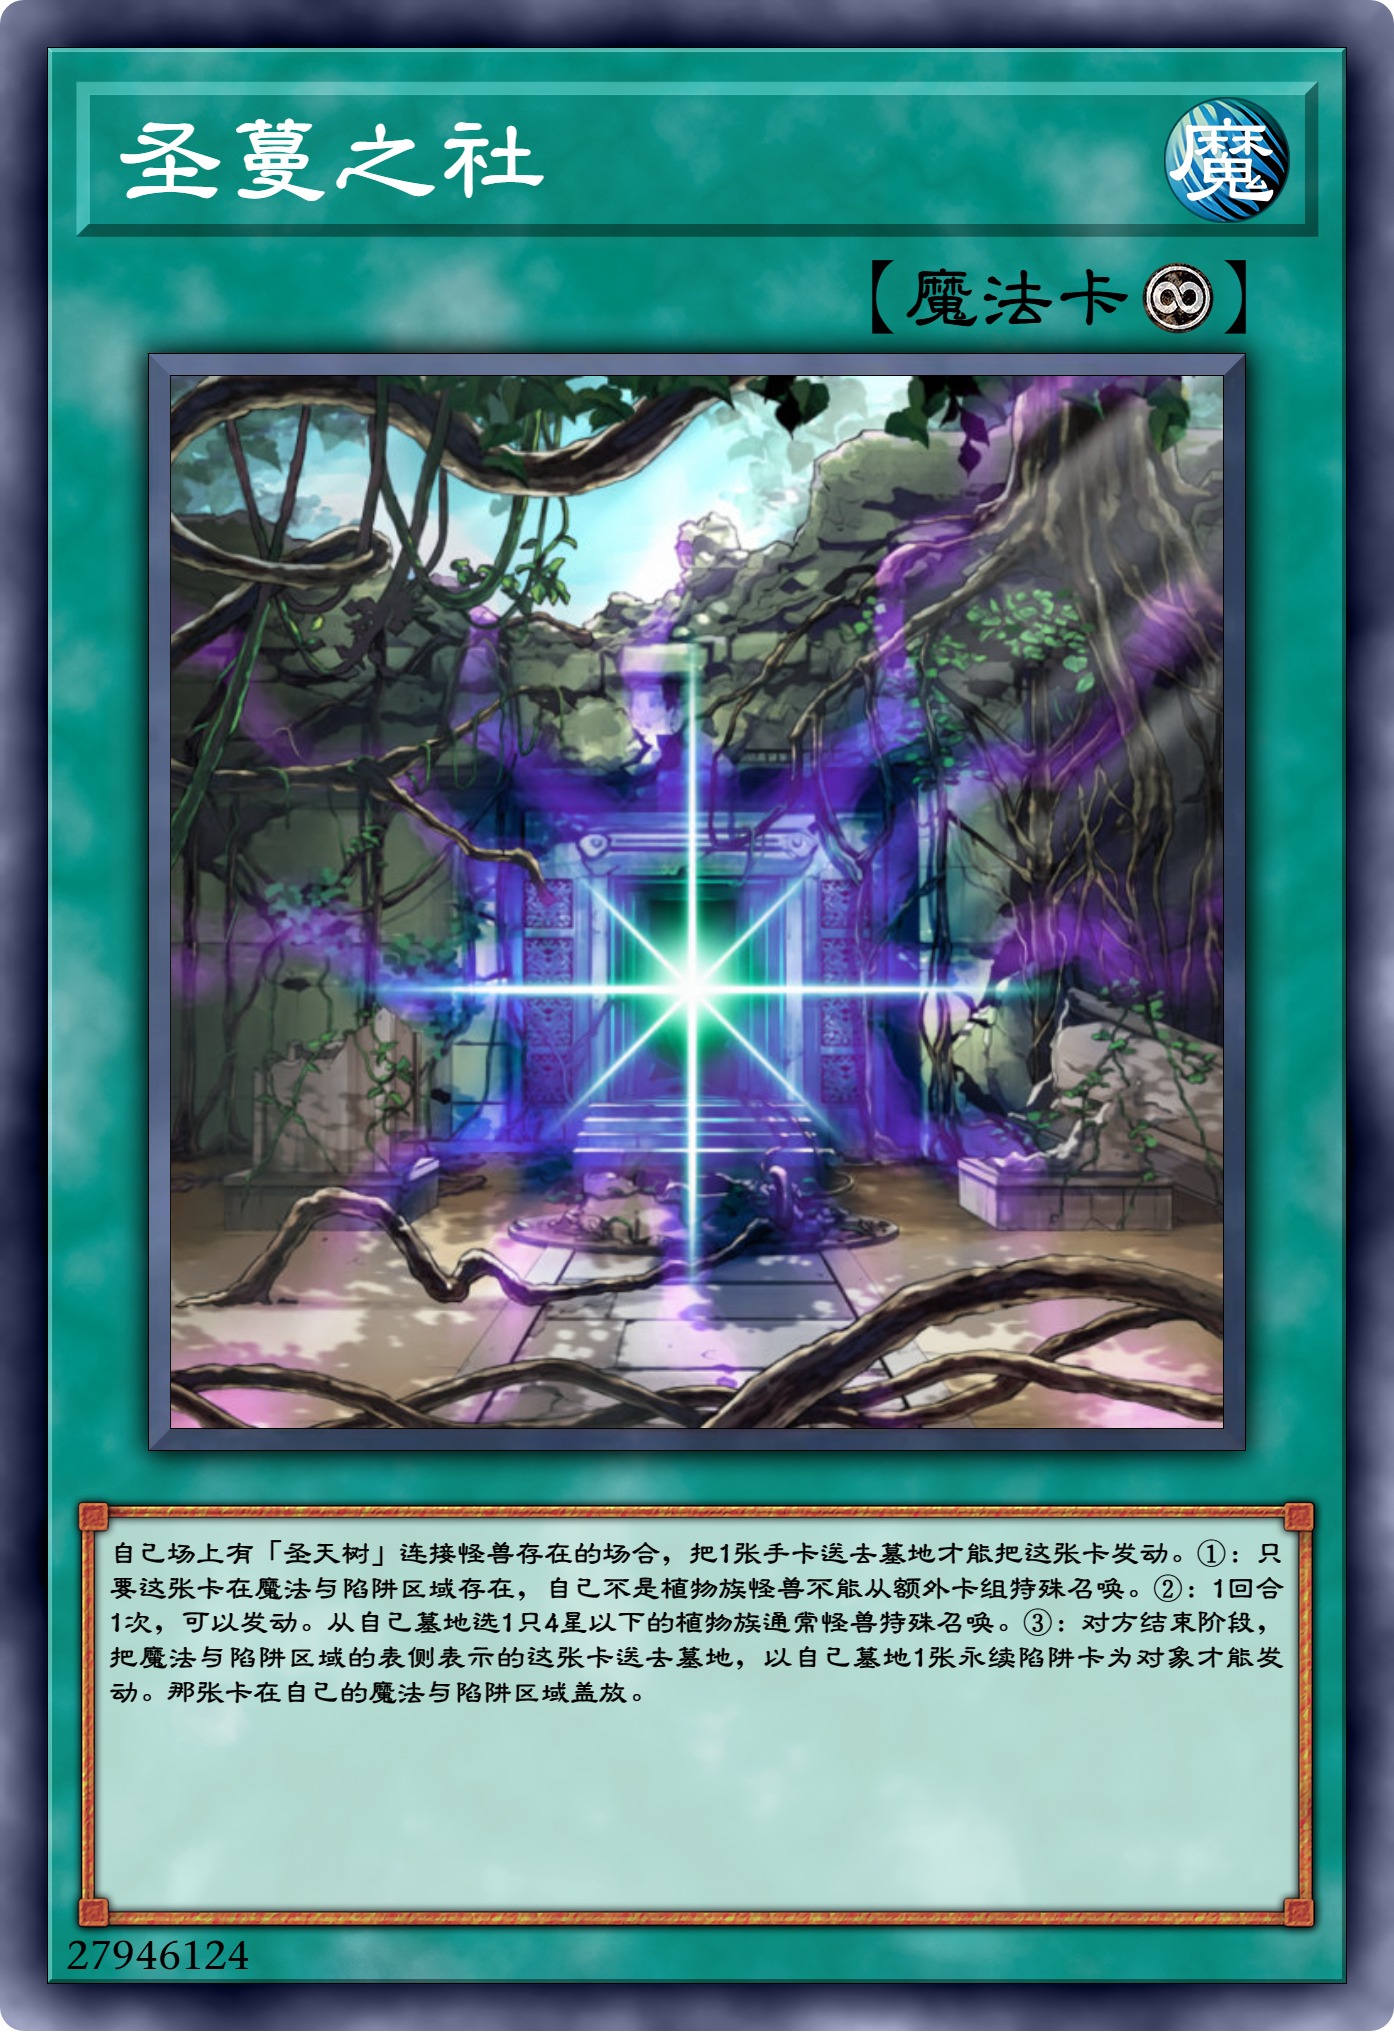 圣蔓之社
魔
【魔法卡】
自己场上有「圣天树」连接怪兽存在的场合，把1张手卡送去墓地才能把这张卡发动。①：只
要这张卡在魔法与陷阱区域存在，自己不是植物族怪兽不能从额外卡组特殊召唤。②：1回合
1次，可以发动。从自己墓地选1只4星以下的植物族通常怪兽特殊召唤。③：对方结束阶段，
把魔法与陷阱区域的表侧表示的这张卡送去墓地，以自己墓地1张永续陷阱卡为对象才能发
动。那张卡在自己的魔法与陷阱区域盖放。
27946124